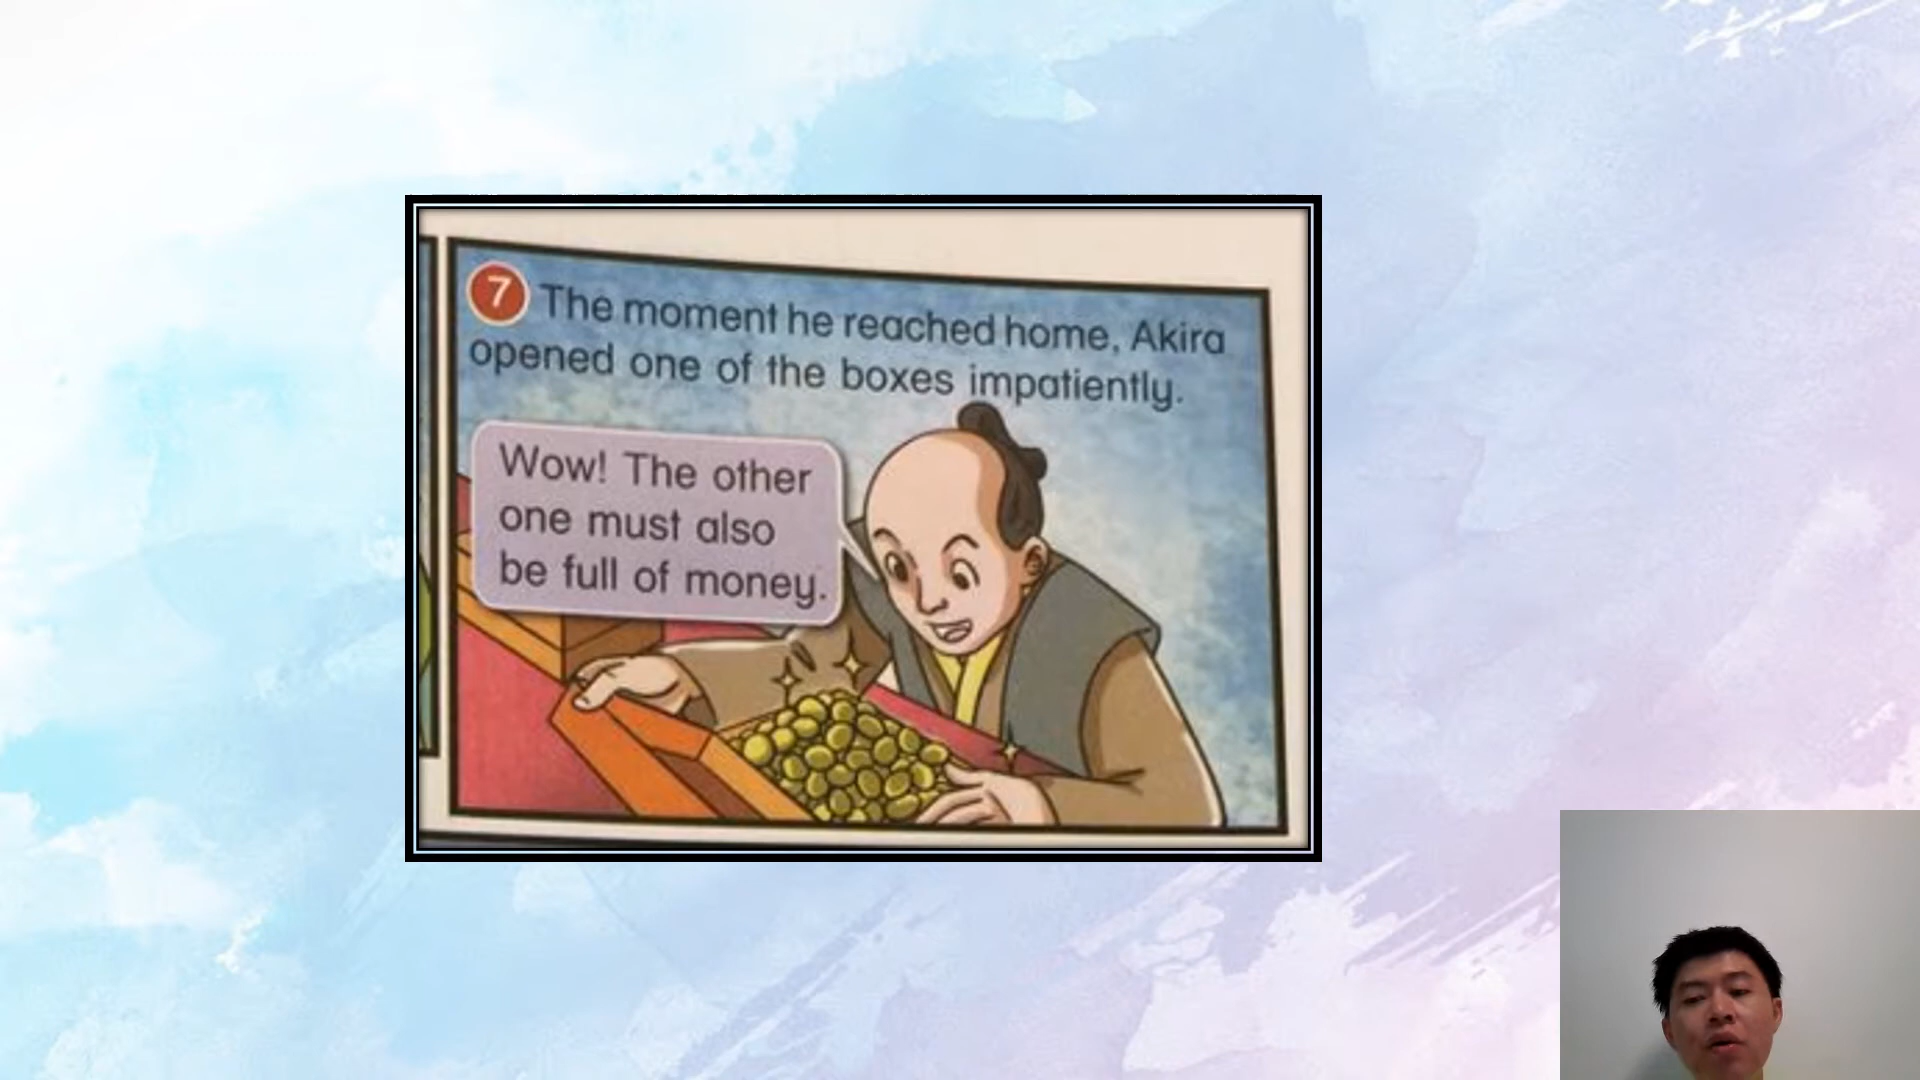 7 The moment he reached home, Akira
opened one of the boxes impatiently.
Wow! The other
one must also
be full of money.